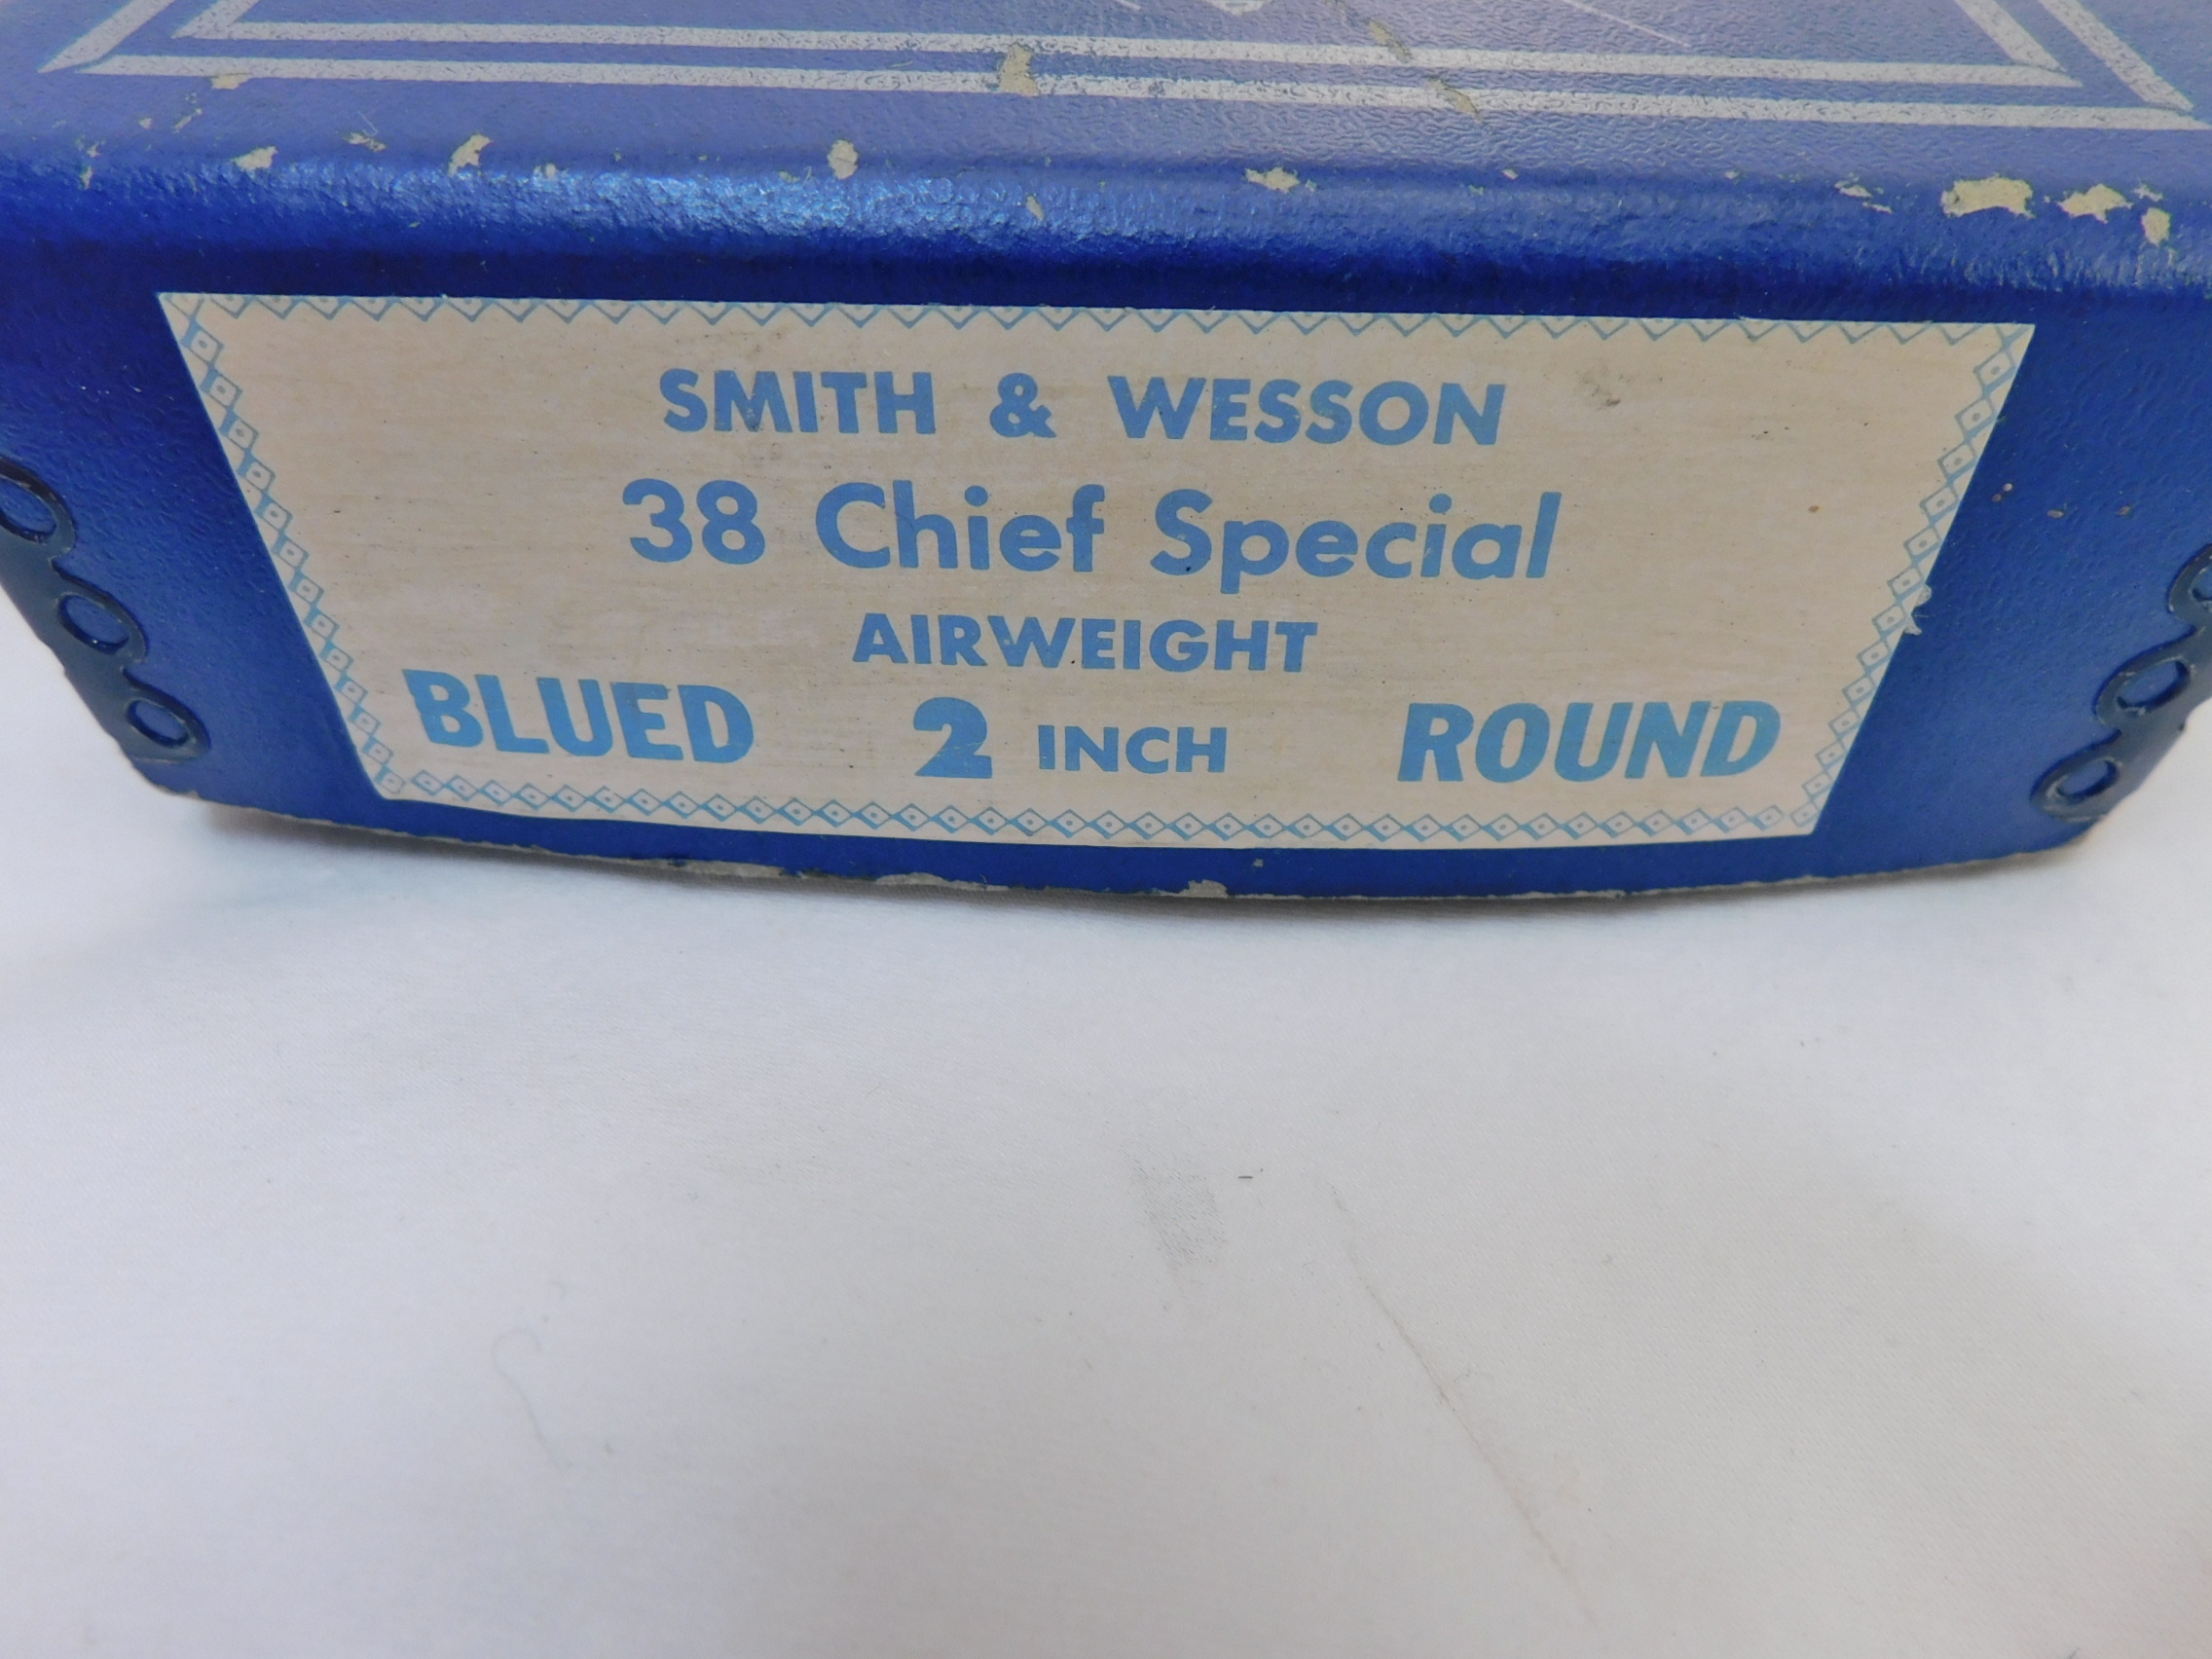 SMITH & WESSON
38 Chief Special
AIRWEIGHT
BLUED 2 INCH ROUND